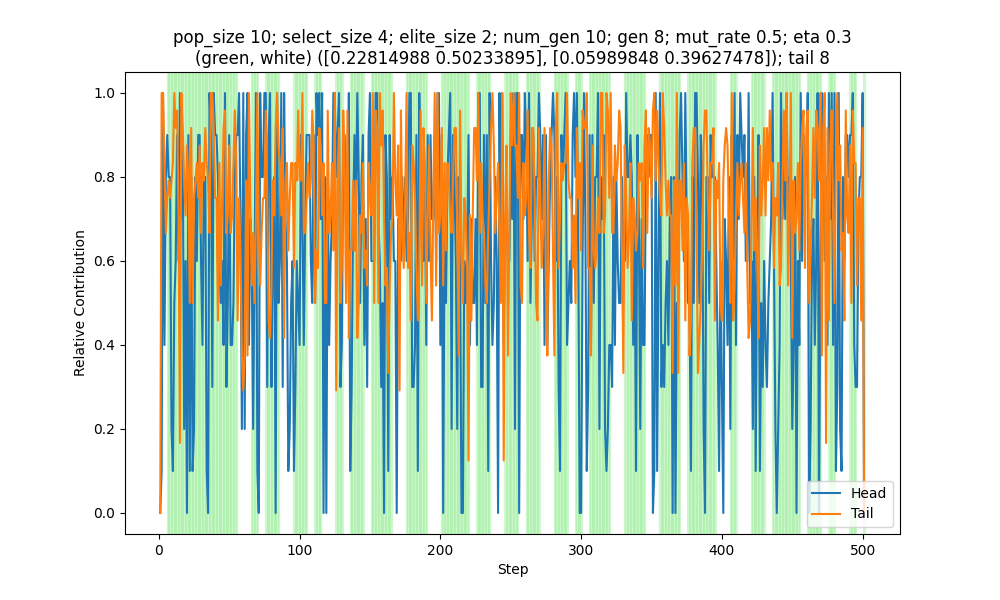 pop_size 10; select_size 4; elite_size 2; num_gen 10; gen 8; mut_rate 0.5; eta 0.3
(green, white) ([0.22814988 0.50233895], [0.05989848 0.39627478]); tail 8
1.0
0.8
0.6
0.4
0.2
0.0
Relative Contribution
Head
Tail
0
100
200
300
400
500
Step